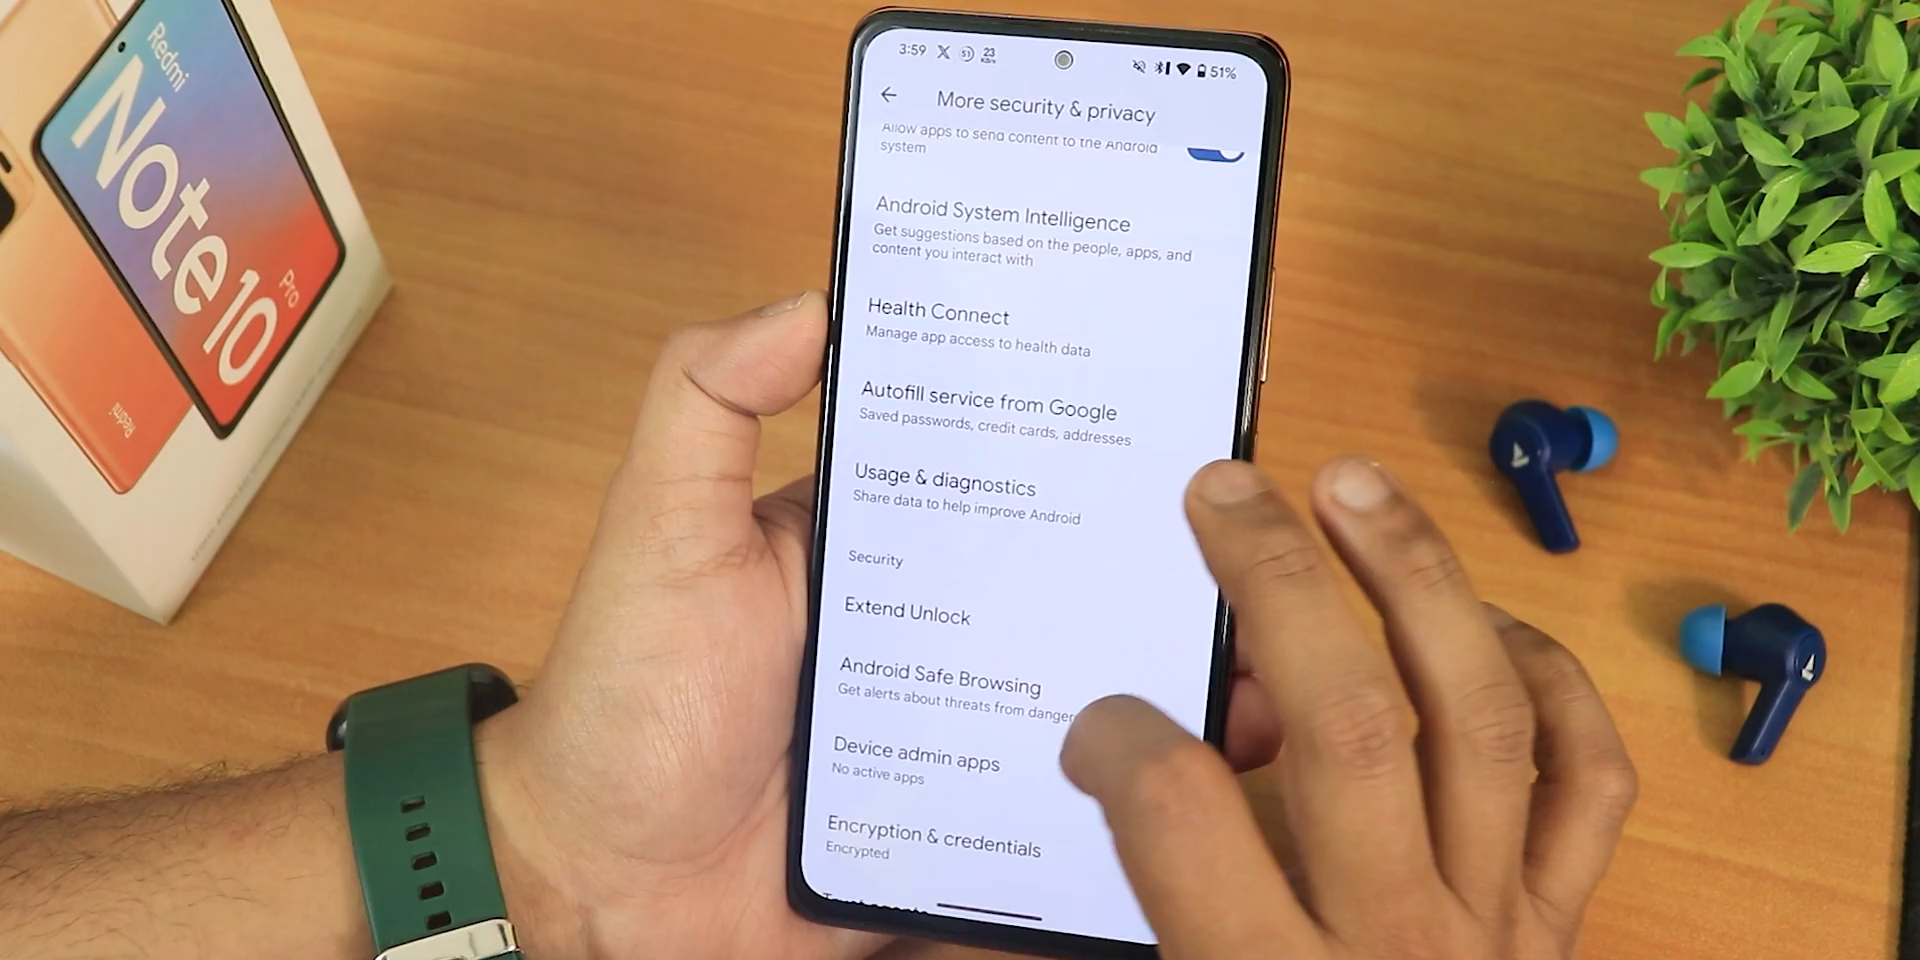 Redmi
Note 10
Pro
Redmi
3:59
51
23
KB/s
51%
More security & privacy
Allow apps to send content to the Android
system
Android System Intelligence
Get suggestions based on the people, apps, and
content you interact with
Health Connect
Manage app access to health data
Autofill service from Google
Saved passwords, credit cards, addresses
Usage & diagnostics
Share data to help improve Android
Security
Extend Unlock
Android Safe Browsing
Get alerts about threats from danger
Device admin apps
No active apps
Encryption & credentials
Encrypted